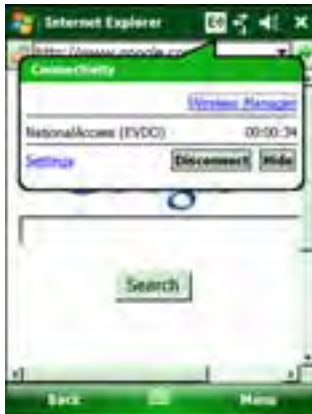 Internet Explorer
Connectivity
Wireless Manager
NationalAccess (EVDO) 00:00:34
Settings Disconnect Hide
Search
Back Menu